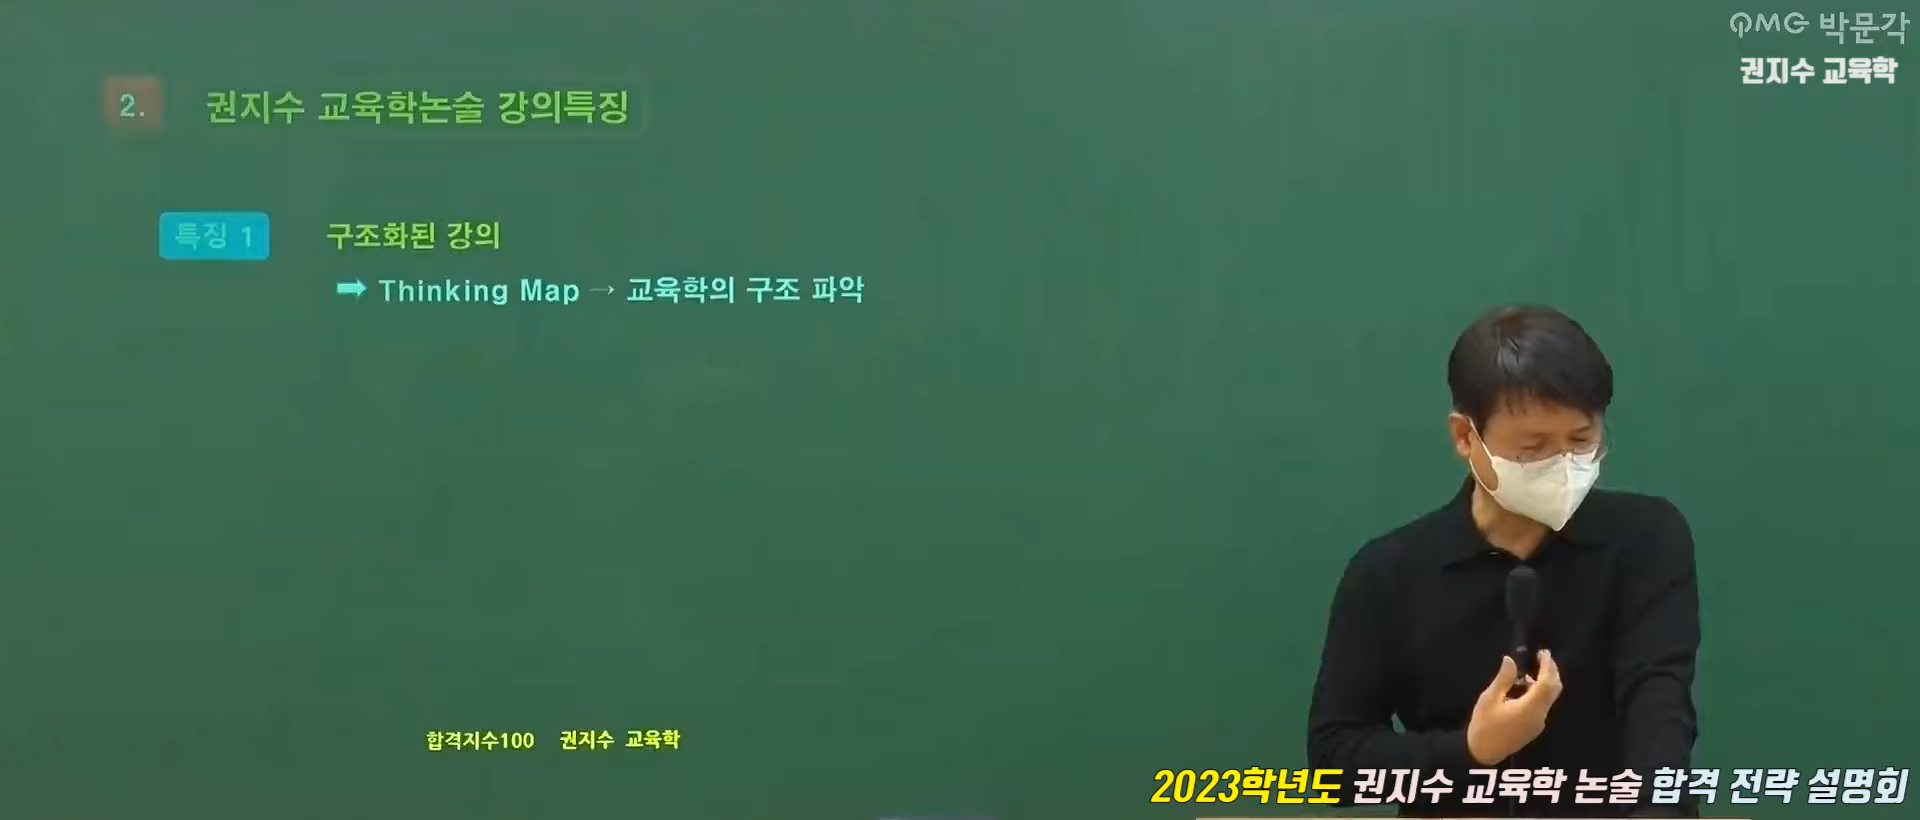 PMG 박문각
권지수 교육학
2. 권지수 교육학논술 강의특징
특징 1 구조화된 강의
➡ Thinking Map → 교육학의 구조 파악
합격지수100 권지수 교육학
2023학년도 권지수 교육학 논술 합격 전략 설명회